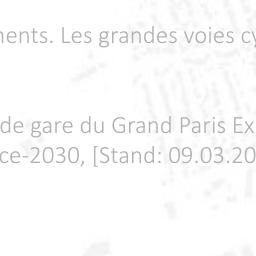 ments. Les grandes voies cy
de gare du Grand Paris Ex
ce-2030, [Stand: 09.03.20